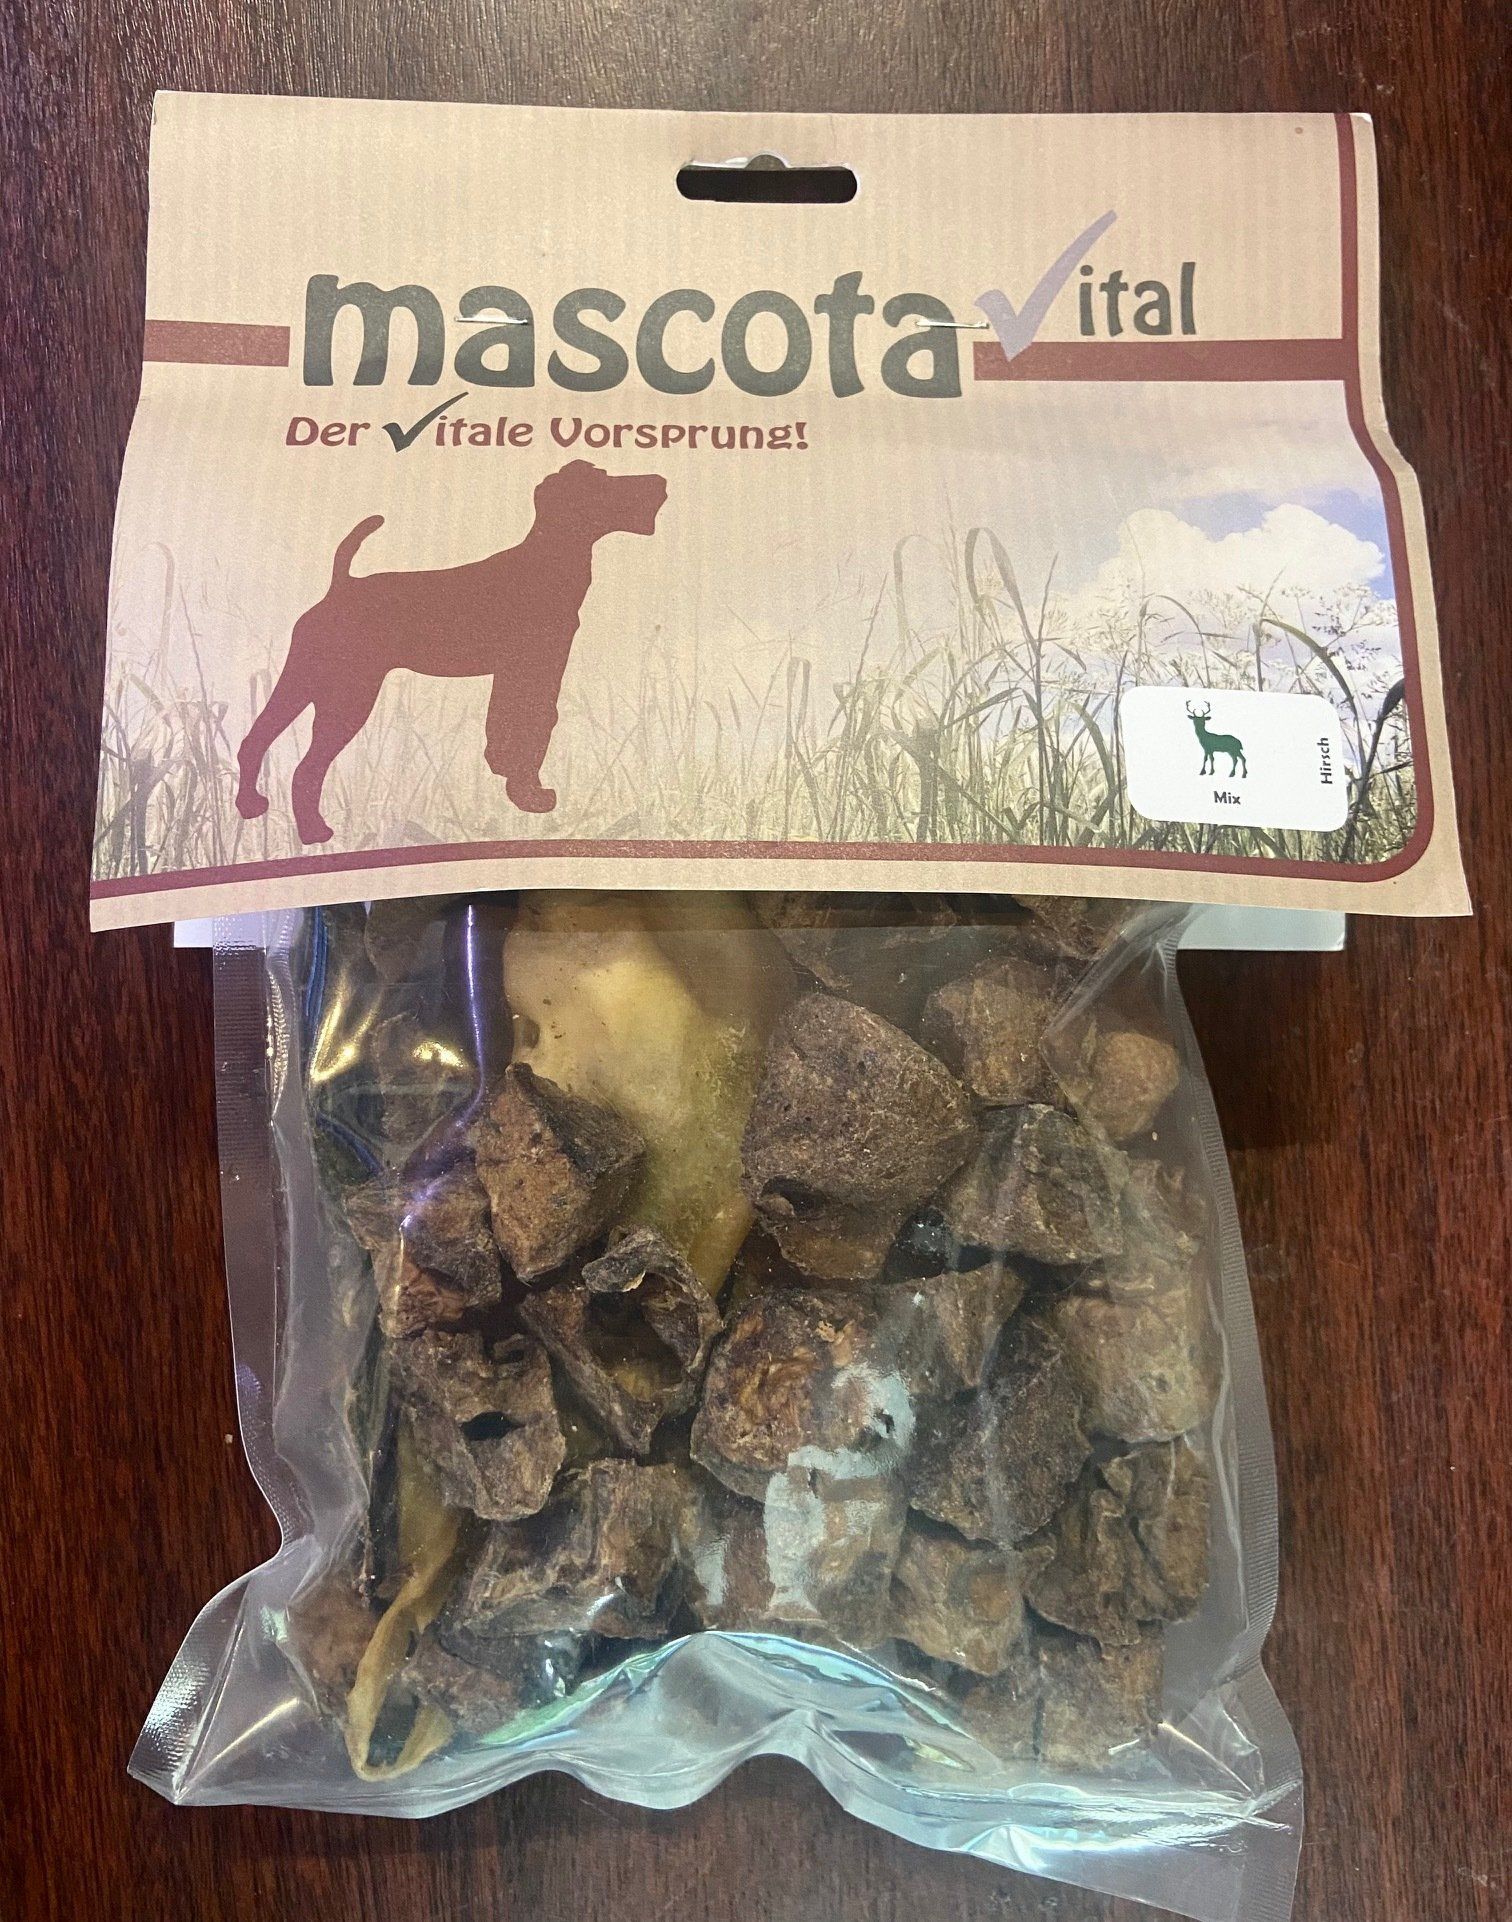 mascota Vital
Der Vitale Vorsprung!
Mix
Hirsch